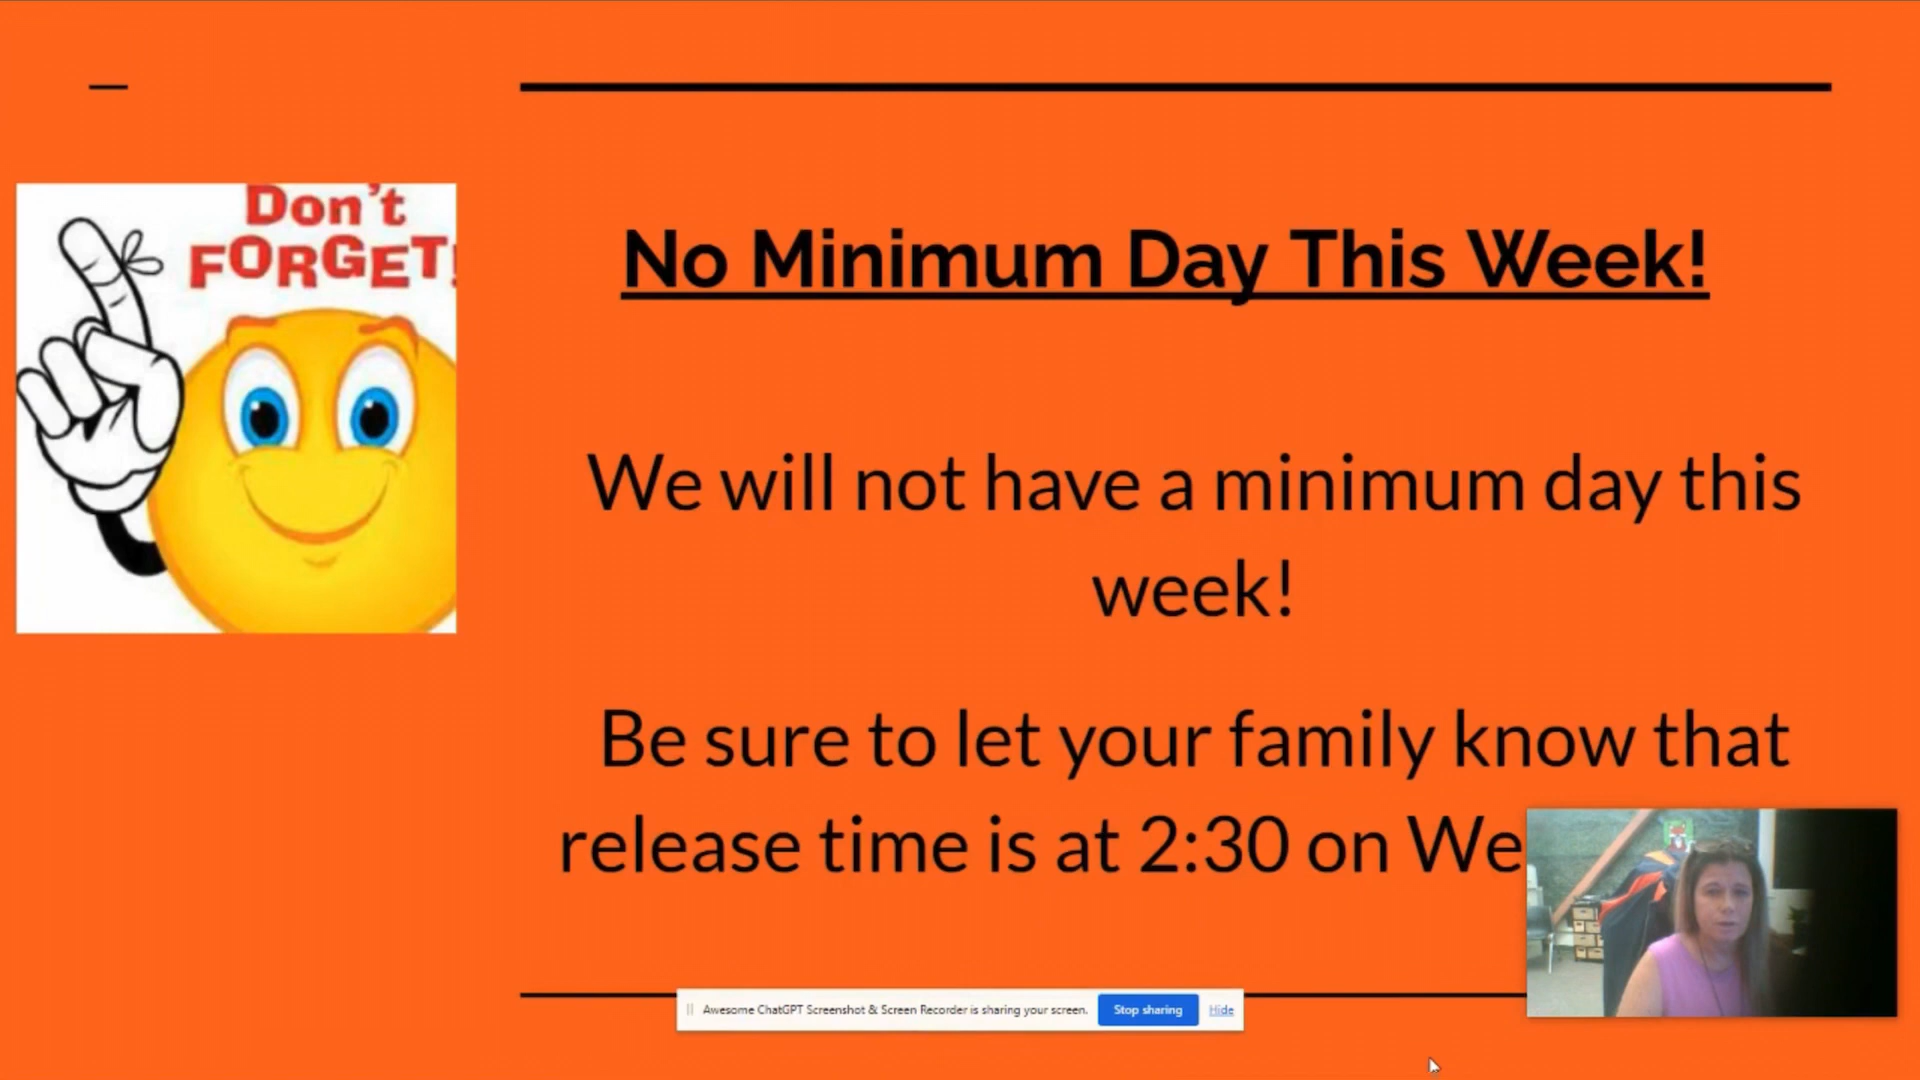 Don't
FORGET!
No Minimum Day This Week!
We will not have a minimum day this
week!
Be sure to let your family know that
release time is at 2:30 on We
Awesome ChatGPT Screenshot & Screen Recorder is sharing your screen. Stop sharing Hide